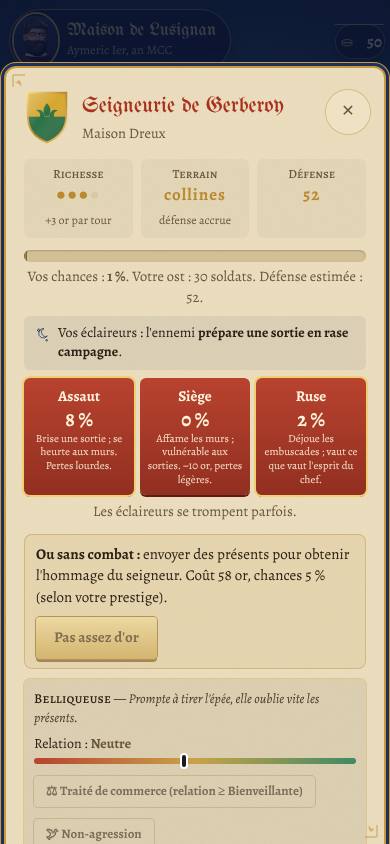 Maison de Lusignan
Aymeric Ier, an MCC
50
Seigneurie de Gerberoy
Maison Dreux
×
Richesse
+3 or par tour
Terrain
collines
défense accrue
Défense
52
Vos chances : 1 %. Votre ost : 30 soldats. Défense estimée :
52.
Vos éclaireurs : l'ennemi prépare une sortie en rase
campagne.
Assaut
8 %
Brise une sortie ; se
heurte aux murs.
Pertes lourdes.
Siège
0 %
Affame les murs ;
vulnérable aux
sorties. −10 or, pertes
légères.
Ruse
2 %
Déjoue les
embuscades ; vaut ce
que vaut l'esprit du
chef.
Les éclaireurs se trompent parfois.
Ou sans combat : envoyer des présents pour obtenir
l'hommage du seigneur. Coût 58 or, chances 5 %
(selon votre prestige).
Pas assez d'or
Belliqueuse — Prompte à tirer l'épée, elle oublie vite les
présents.
Relation : Neutre
Traité de commerce (relation ≥ Bienveillante)
Non-agression